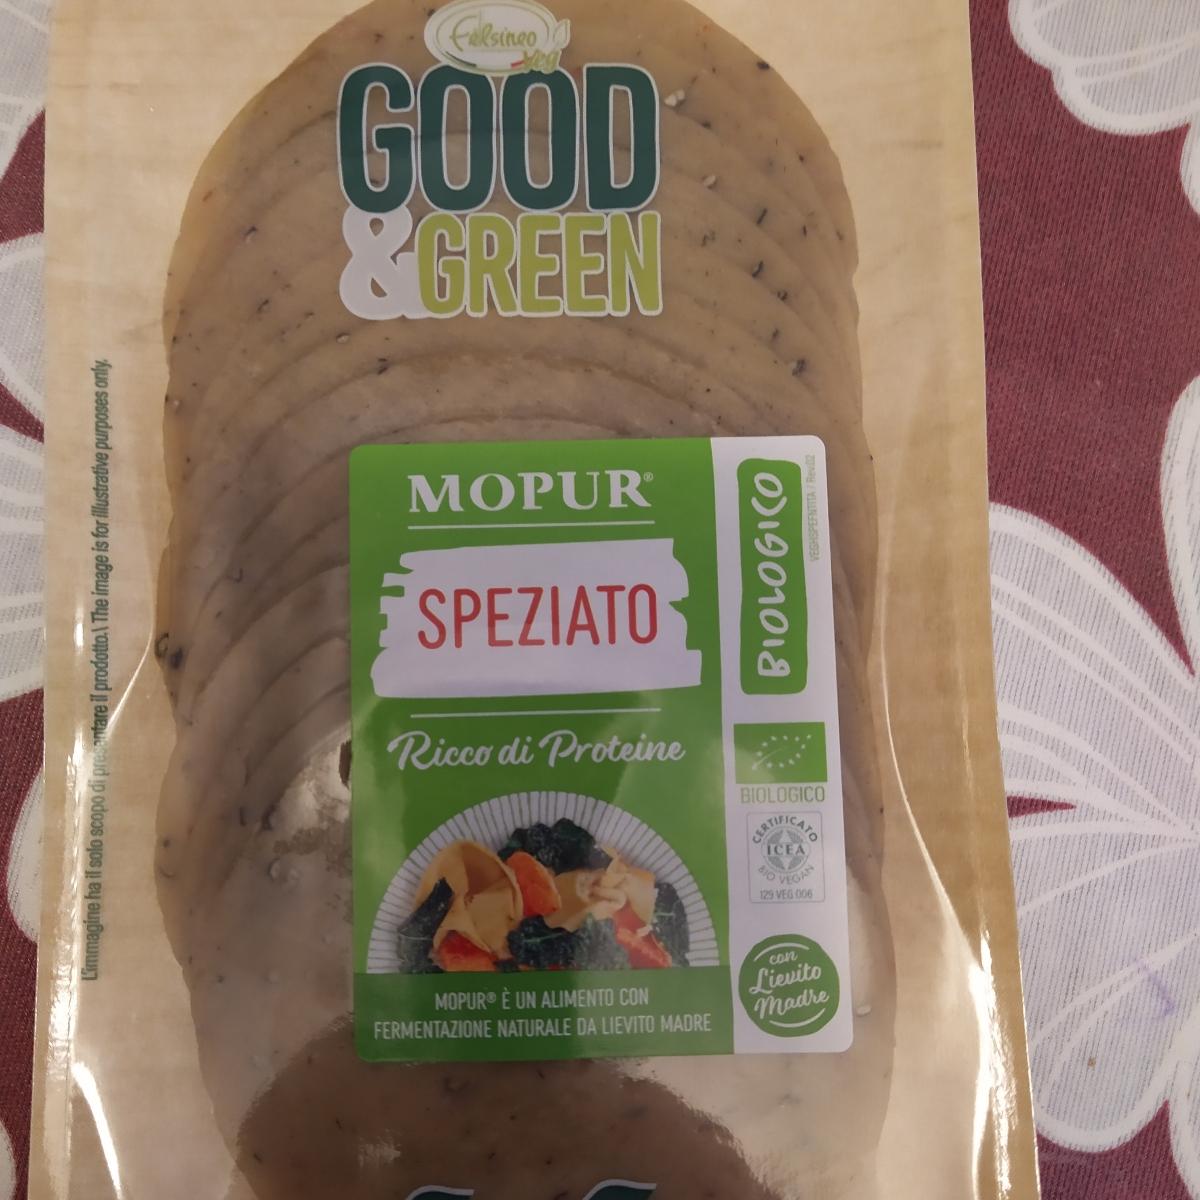 Felsineo
Veg
GOOD
&GREEN
MOPUR®
SPEZIATO
Ricco di Proteine
MOPUR® È UN ALIMENTO CON
FERMENTAZIONE NATURALE DA LIEVITO MADRE
BIOLOGICO
BIOLOGICO
CERTIFICATO
ICEA
BIO VEGAN
129 VEG 006
con
Lievito
Madre
L'immagine ha il solo scopo di presentare il prodotto.\ The image is for illustrative purposes only.